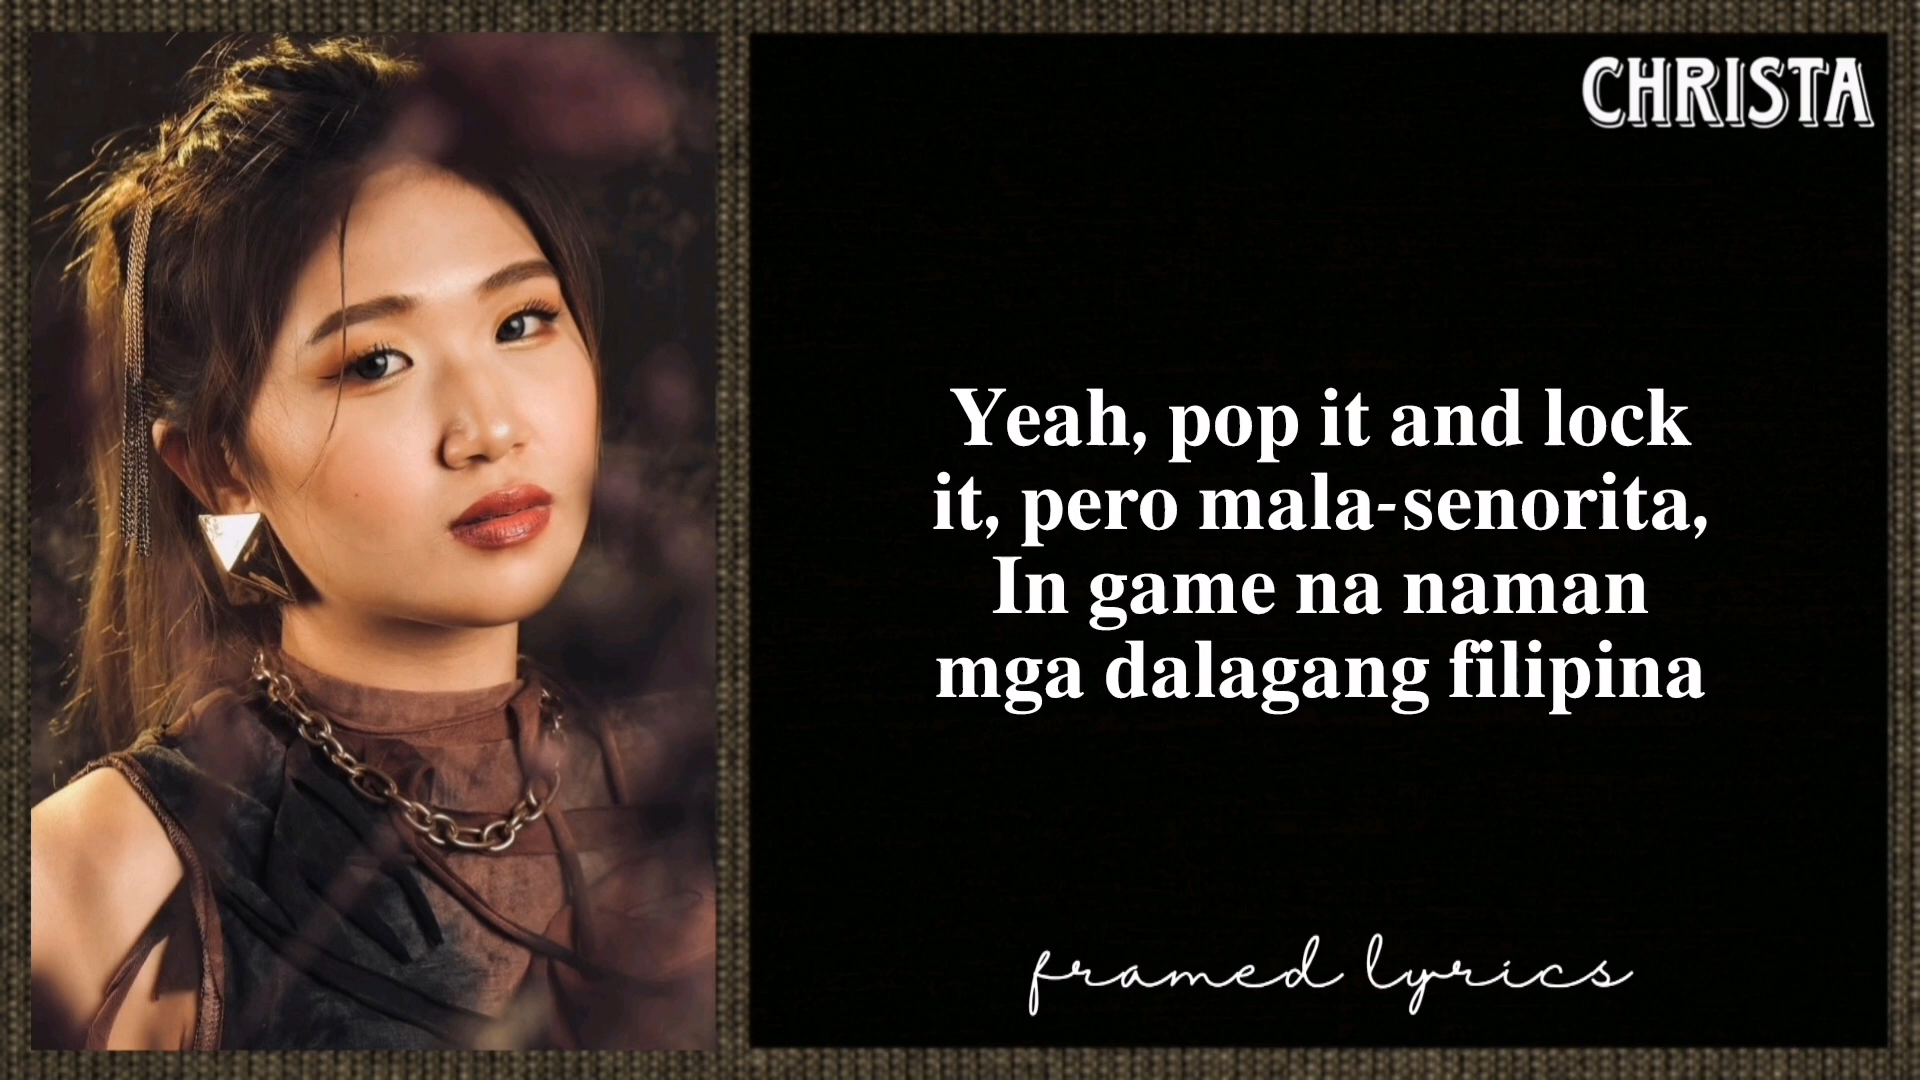 CHRISTA
Yeah, pop it and lock
it, pero mala-senorita,
In game na naman
mga dalagang filipina
framed lyrics